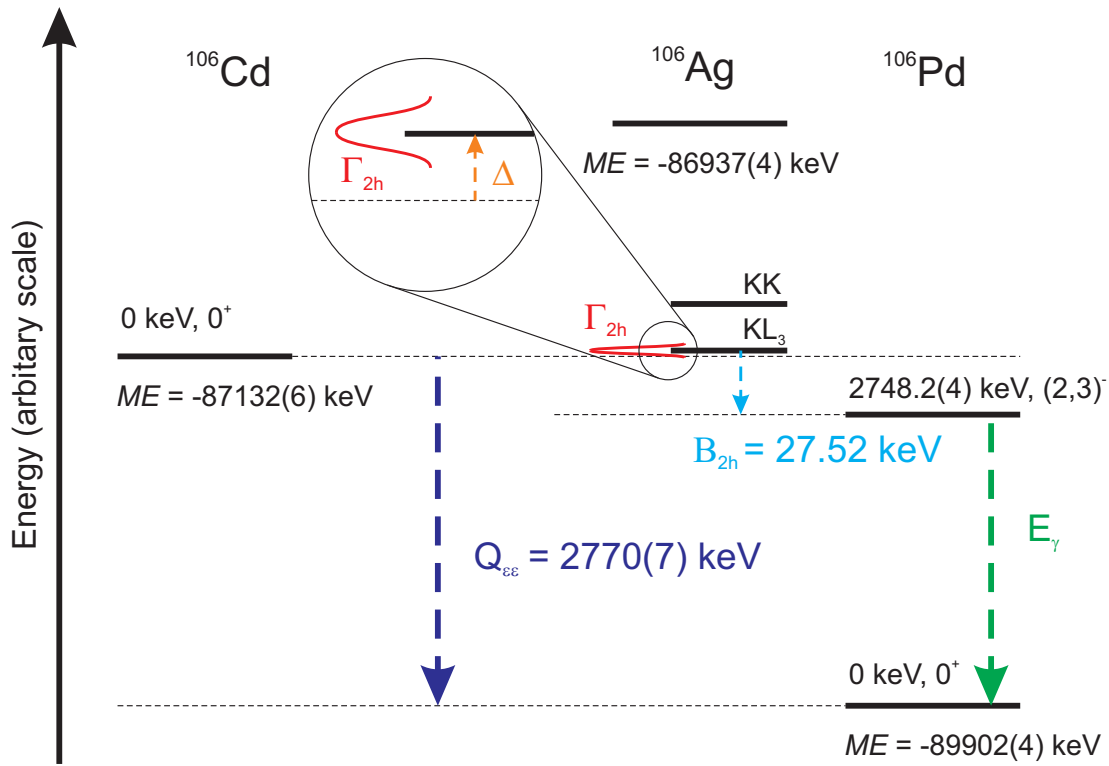 ¹⁰⁶Cd
¹⁰⁶Ag
¹⁰⁶Pd
Energy (arbitary scale)
Γ₂ₕ
Δ
ME = -86937(4) keV
KK
KL₃
Γ₂ₕ
0 keV, 0⁺
ME = -87132(6) keV
2748.2(4) keV, (2,3)⁻
B₂ₕ = 27.52 keV
Q_εε = 2770(7) keV
E_γ
0 keV, 0⁺
ME = -89902(4) keV